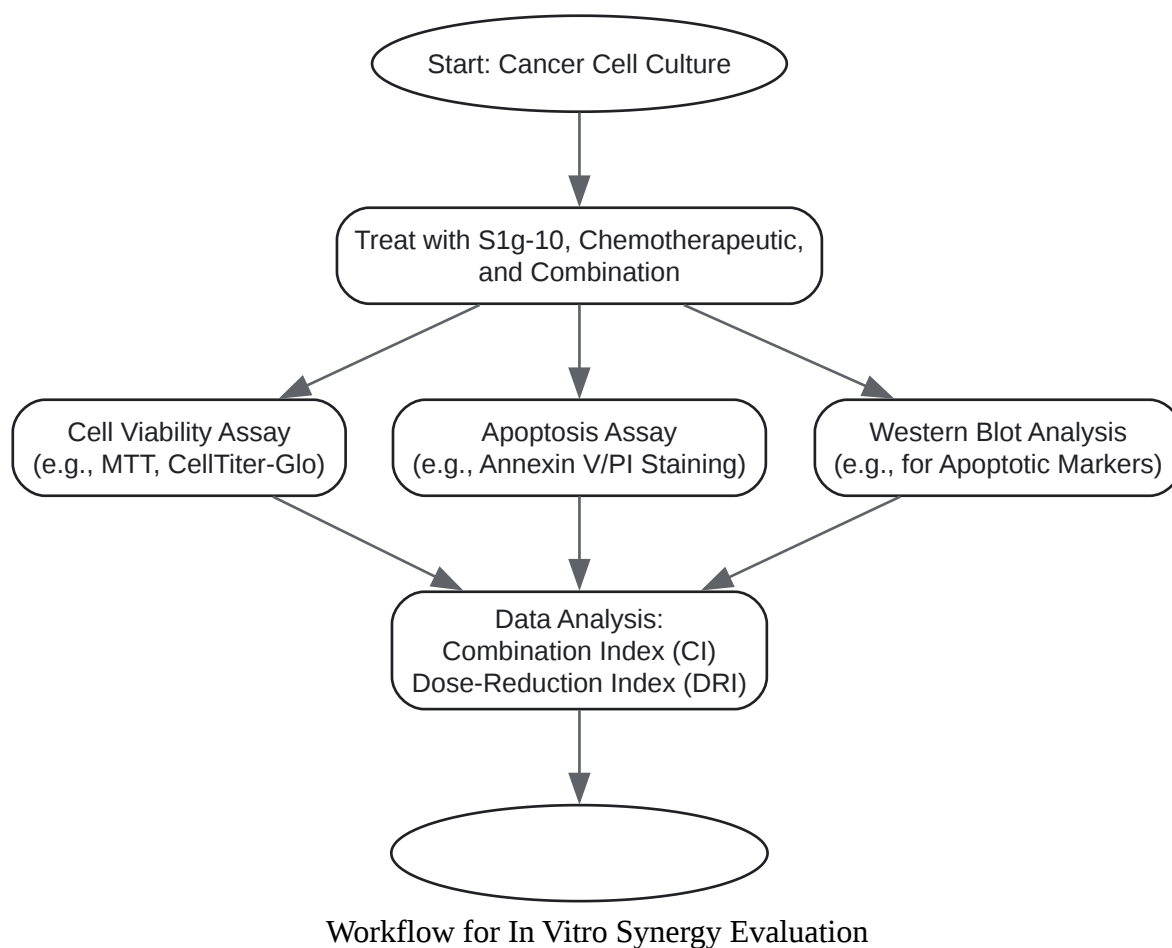 Start: Cancer Cell Culture
Treat with S1g-10, Chemotherapeutic,
and Combination
Cell Viability Assay
(e.g., MTT, CellTiter-Glo)
Apoptosis Assay
(e.g., Annexin V/PI Staining)
Western Blot Analysis
(e.g., for Apoptotic Markers)
Data Analysis:
Combination Index (CI)
Dose-Reduction Index (DRI)
Workflow for In Vitro Synergy Evaluation